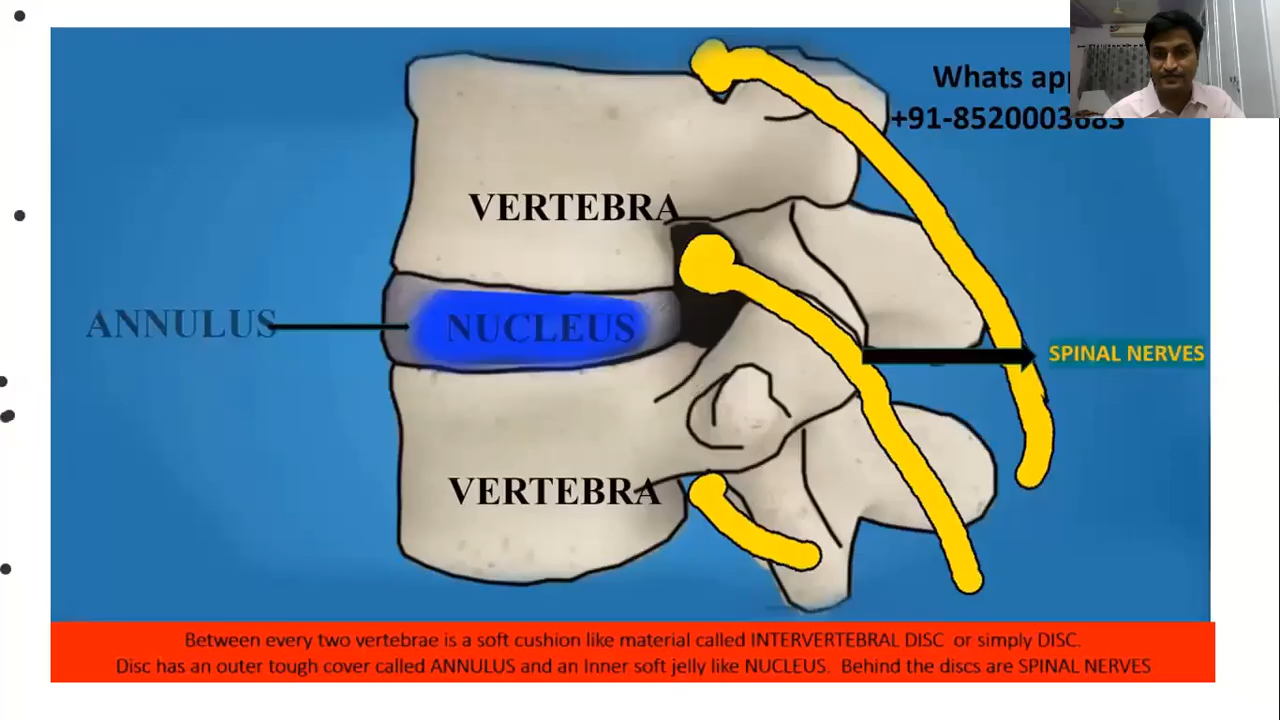 Whats app
+91-8520003683
VERTEBRA
ANNULUS
NUCLEUS
SPINAL NERVES
VERTEBRA
Between every two vertebrae is a soft cushion like material called INTERVERTEBRAL DISC or simply DISC.
Disc has an outer tough cover called ANNULUS and an Inner soft jelly like NUCLEUS. Behind the discs are SPINAL NERVES